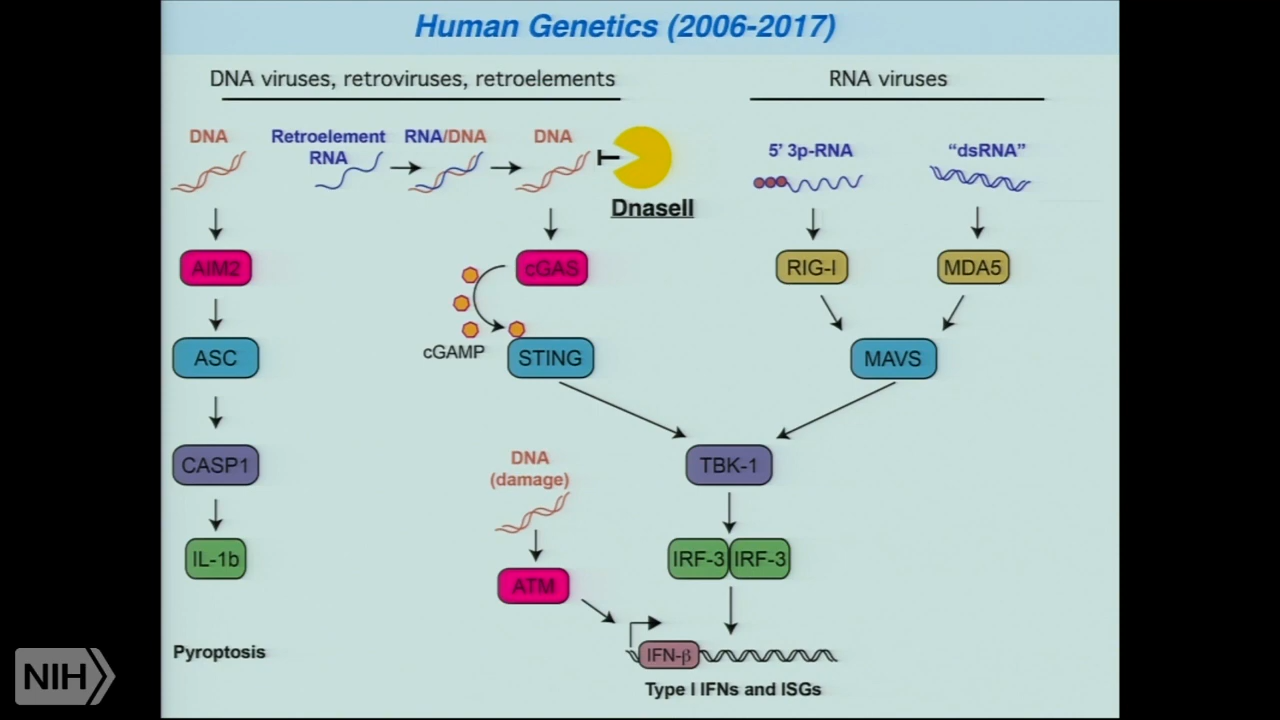 Human Genetics (2006-2017)
DNA viruses, retroviruses, retroelements
RNA viruses
DNA
Retroelement
RNA
RNA/DNA
DNA
5' 3p-RNA
“dsRNA”
DnaseII
AIM2
cGAS
RIG-I
MDA5
cGAMP
ASC
STING
MAVS
CASP1
DNA
(damage)
TBK-1
IL-1b
ATM
IRF-3
IRF-3
Pyroptosis
IFN-β
Type I IFNs and ISGs
NIH